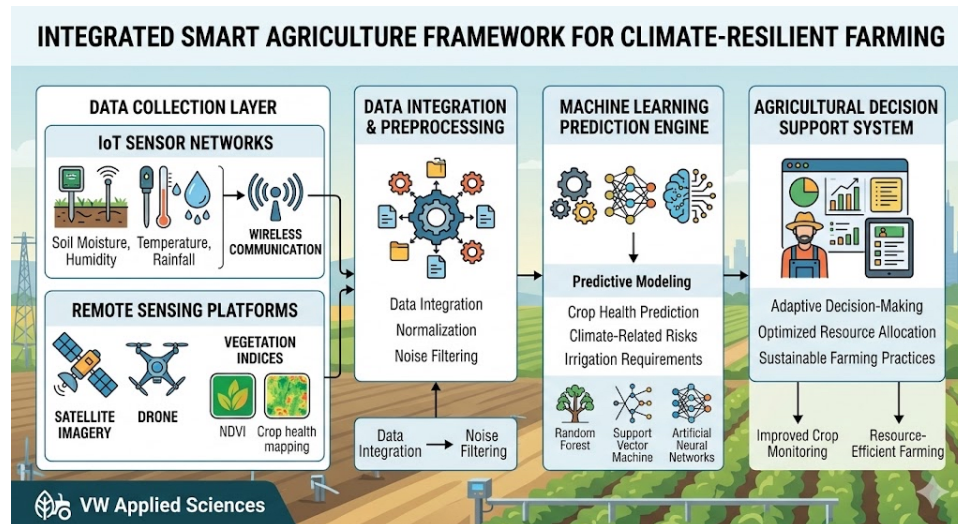 INTEGRATED SMART AGRICULTURE FRAMEWORK FOR CLIMATE-RESILIENT FARMING
DATA COLLECTION LAYER
IoT SENSOR NETWORKS
Soil Moisture,
Humidity
Temperature,
Rainfall
WIRELESS
COMMUNICATION
REMOTE SENSING PLATFORMS
SATELLITE
IMAGERY
DRONE
VEGETATION
INDICES
NDVI
Crop health
mapping
DATA INTEGRATION
& PREPROCESSING
Data Integration
Normalization
Noise Filtering
Data
Integration
Noise
Filtering
MACHINE LEARNING
PREDICTION ENGINE
Predictive Modeling
Crop Health Prediction
Climate-Related Risks
Irrigation Requirements
Random
Forest
Support
Vector
Machine
Artificial
Neural
Networks
AGRICULTURAL DECISION
SUPPORT SYSTEM
Adaptive Decision-Making
Optimized Resource Allocation
Sustainable Farming Practices
Improved Crop
Monitoring
Resource-
Efficient Farming
VW Applied Sciences